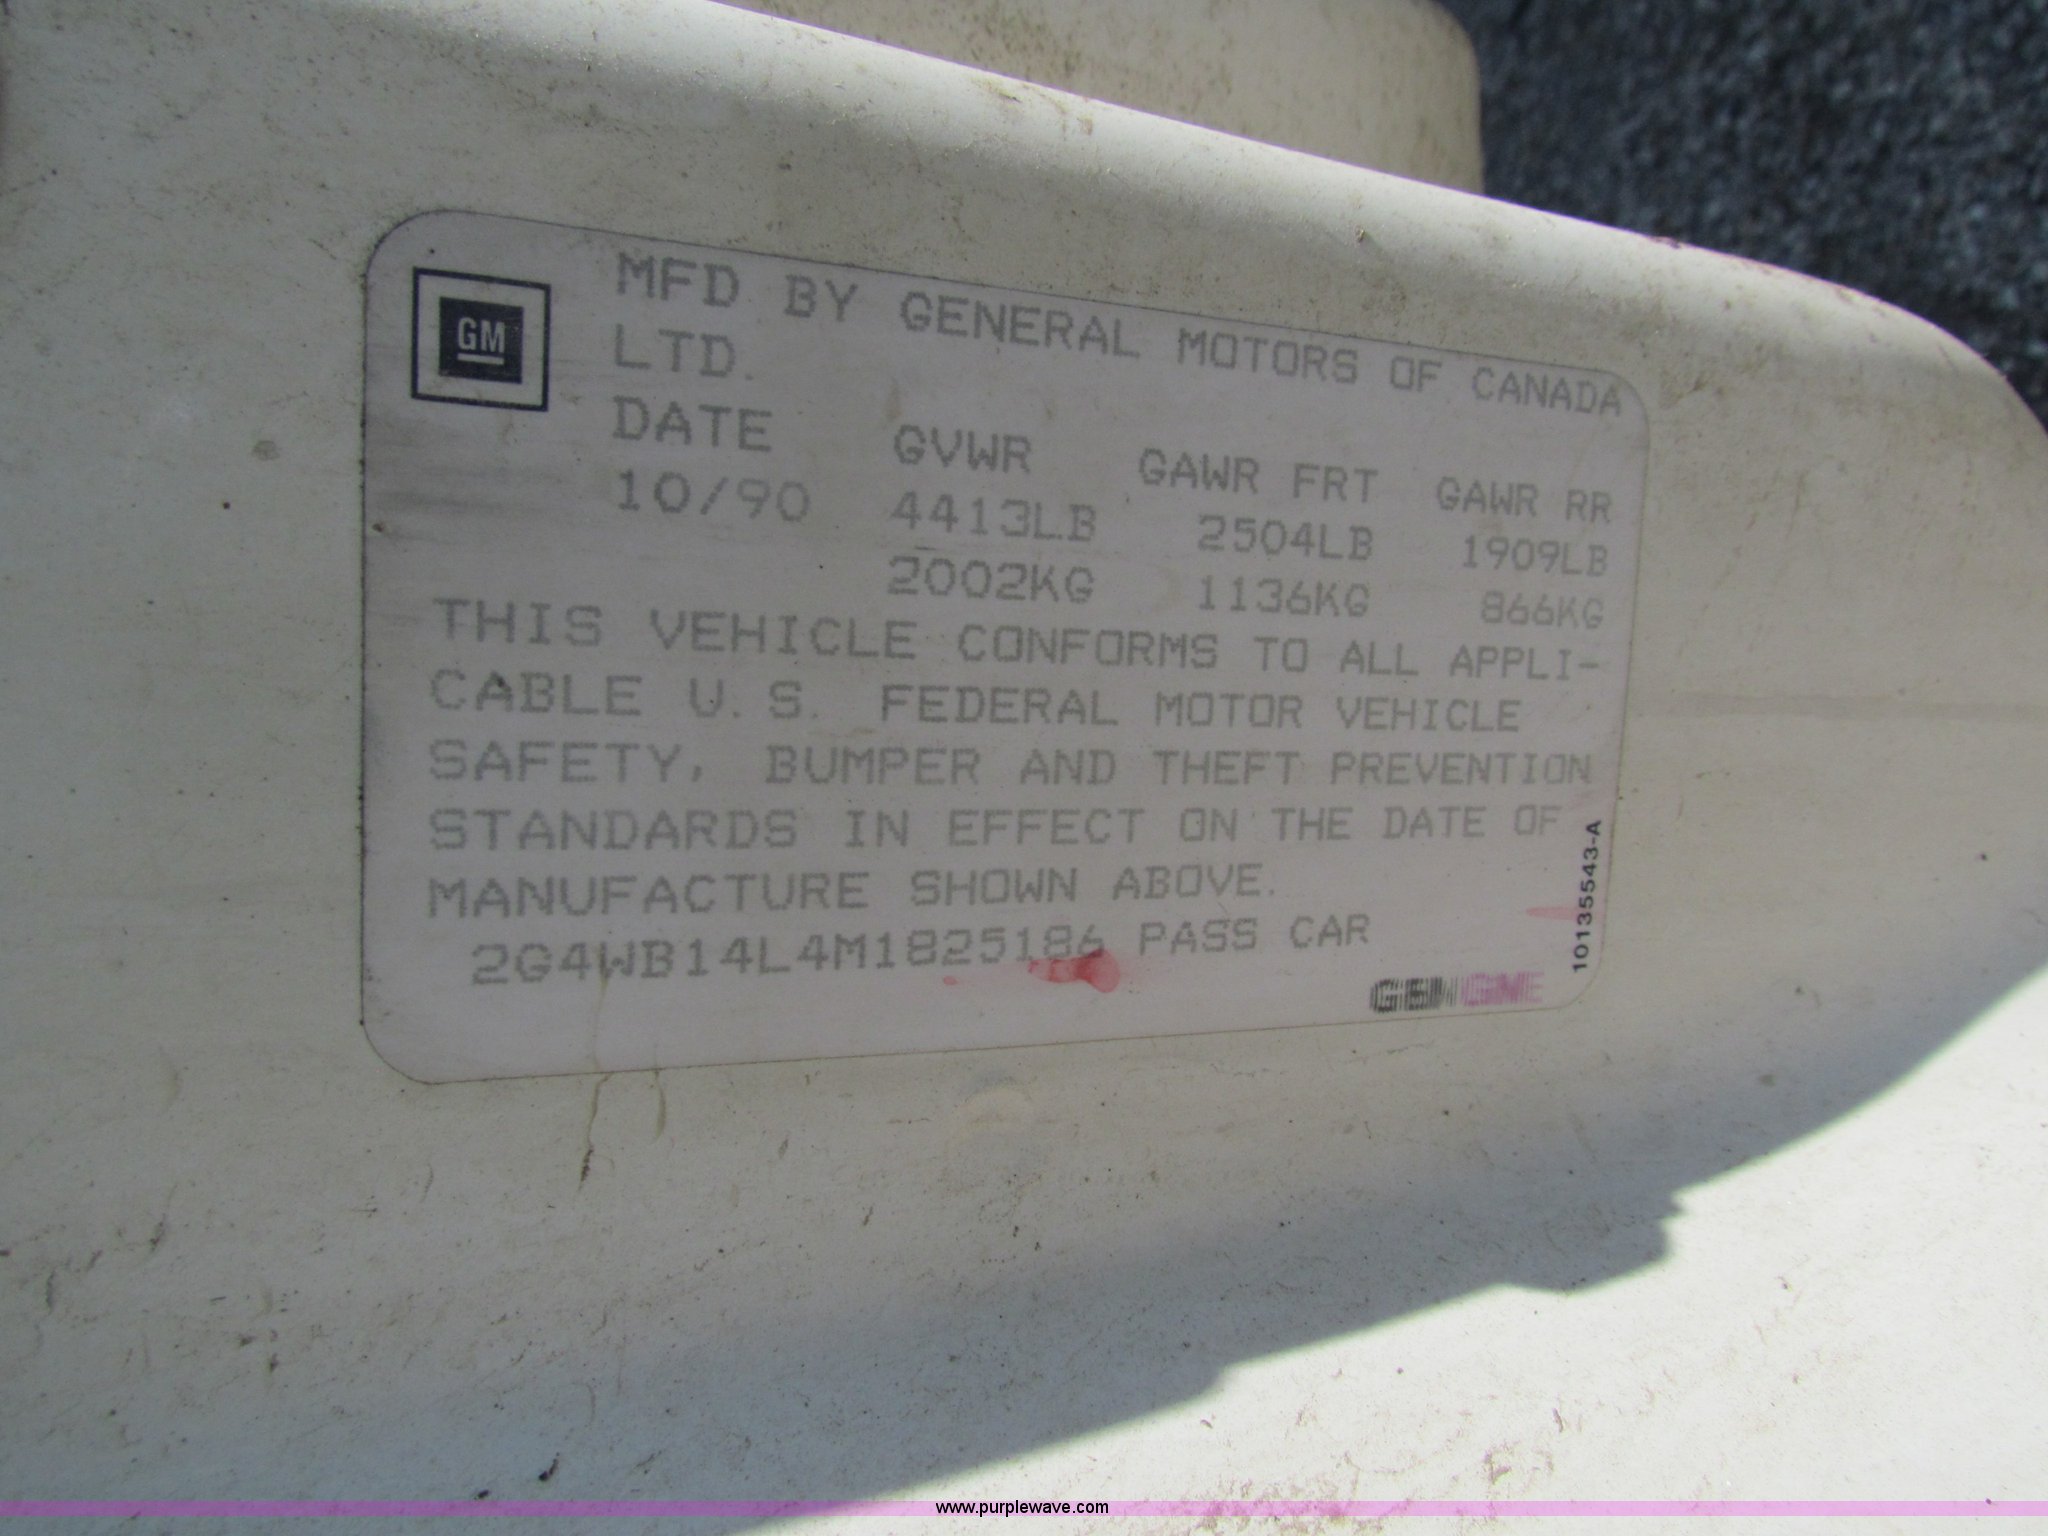 GM
MFD BY GENERAL MOTORS OF CANADA
LTD.
DATE GVWR GAWR FRT GAWR RR
10/90 4413LB 2504LB 1909LB
2002KG 1136KG 866KG
THIS VEHICLE CONFORMS TO ALL APPLI-
CABLE U.S. FEDERAL MOTOR VEHICLE
SAFETY, BUMPER AND THEFT PREVENTION
STANDARDS IN EFFECT ON THE DATE OF
MANUFACTURE SHOWN ABOVE.
2G4WB14L4M1825186 PASS CAR
10135543-A
www.purplewave.com